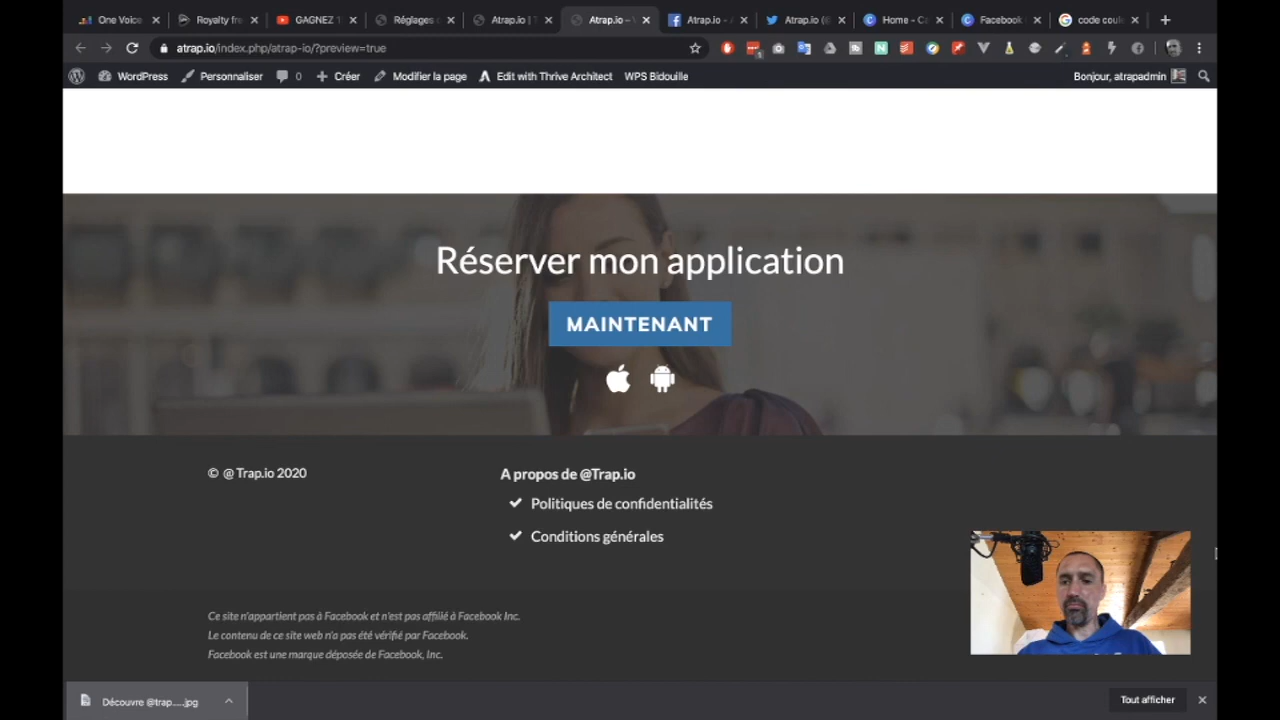 One Voice
Royalty fre
GAGNEZ 1
Réglages
Atrap.io | T
Atrap.io – V
Atrap.io –
Atrap.io (@
Home - Ca
Facebook
code coule
atrap.io/index.php/atrap-io/?preview=true
WordPress
Personnaliser
0
Créer
Modifier la page
Edit with Thrive Architect
WPS Bidouille
Bonjour, atrapadmin
Réserver mon application
MAINTENANT
© @Trap.io 2020
A propos de @Trap.io
Politiques de confidentialités
Conditions générales
Ce site n'appartient pas à Facebook et n'est pas affilié à Facebook Inc.
Le contenu de ce site web n'a pas été vérifié par Facebook.
Facebook est une marque déposée de Facebook, Inc.
Découvre @trap.....jpg
Tout afficher